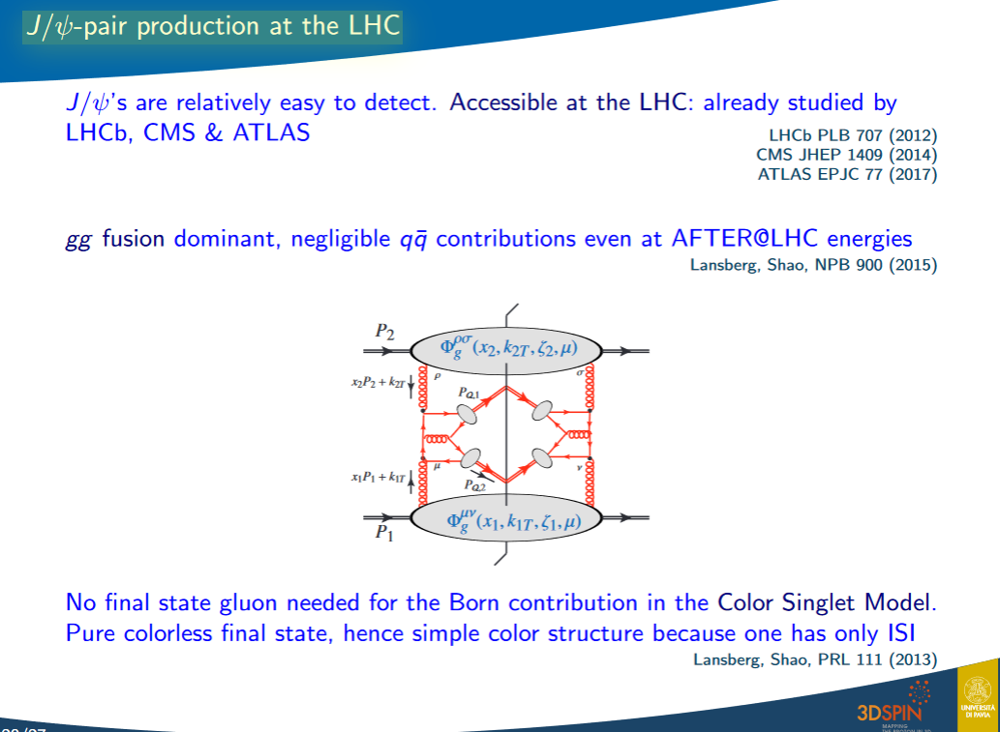 J/ψ-pair production at the LHC
J/ψ's are relatively easy to detect. Accessible at the LHC: already studied by
LHCb, CMS & ATLAS
LHCb PLB 707 (2012)
CMS JHEP 1409 (2014)
ATLAS EPJC 77 (2017)
gg fusion dominant, negligible qq̄ contributions even at AFTER@LHC energies
Lansberg, Shao, NPB 900 (2015)
P₂
Φ_g^{ρσ}(x₂, k₂T, ζ₂, μ)
x₂P₂ + k₂T
ρ
σ
P_{Q,1}
x₁P₁ + k₁T
μ
ν
P_{Q,2}
Φ_g^{μν}(x₁, k₁T, ζ₁, μ)
P₁
No final state gluon needed for the Born contribution in the Color Singlet Model.
Pure colorless final state, hence simple color structure because one has only ISI
Lansberg, Shao, PRL 111 (2013)
3DSPIN
MAPPING
UNIVERSITÀ
DI PAVIA